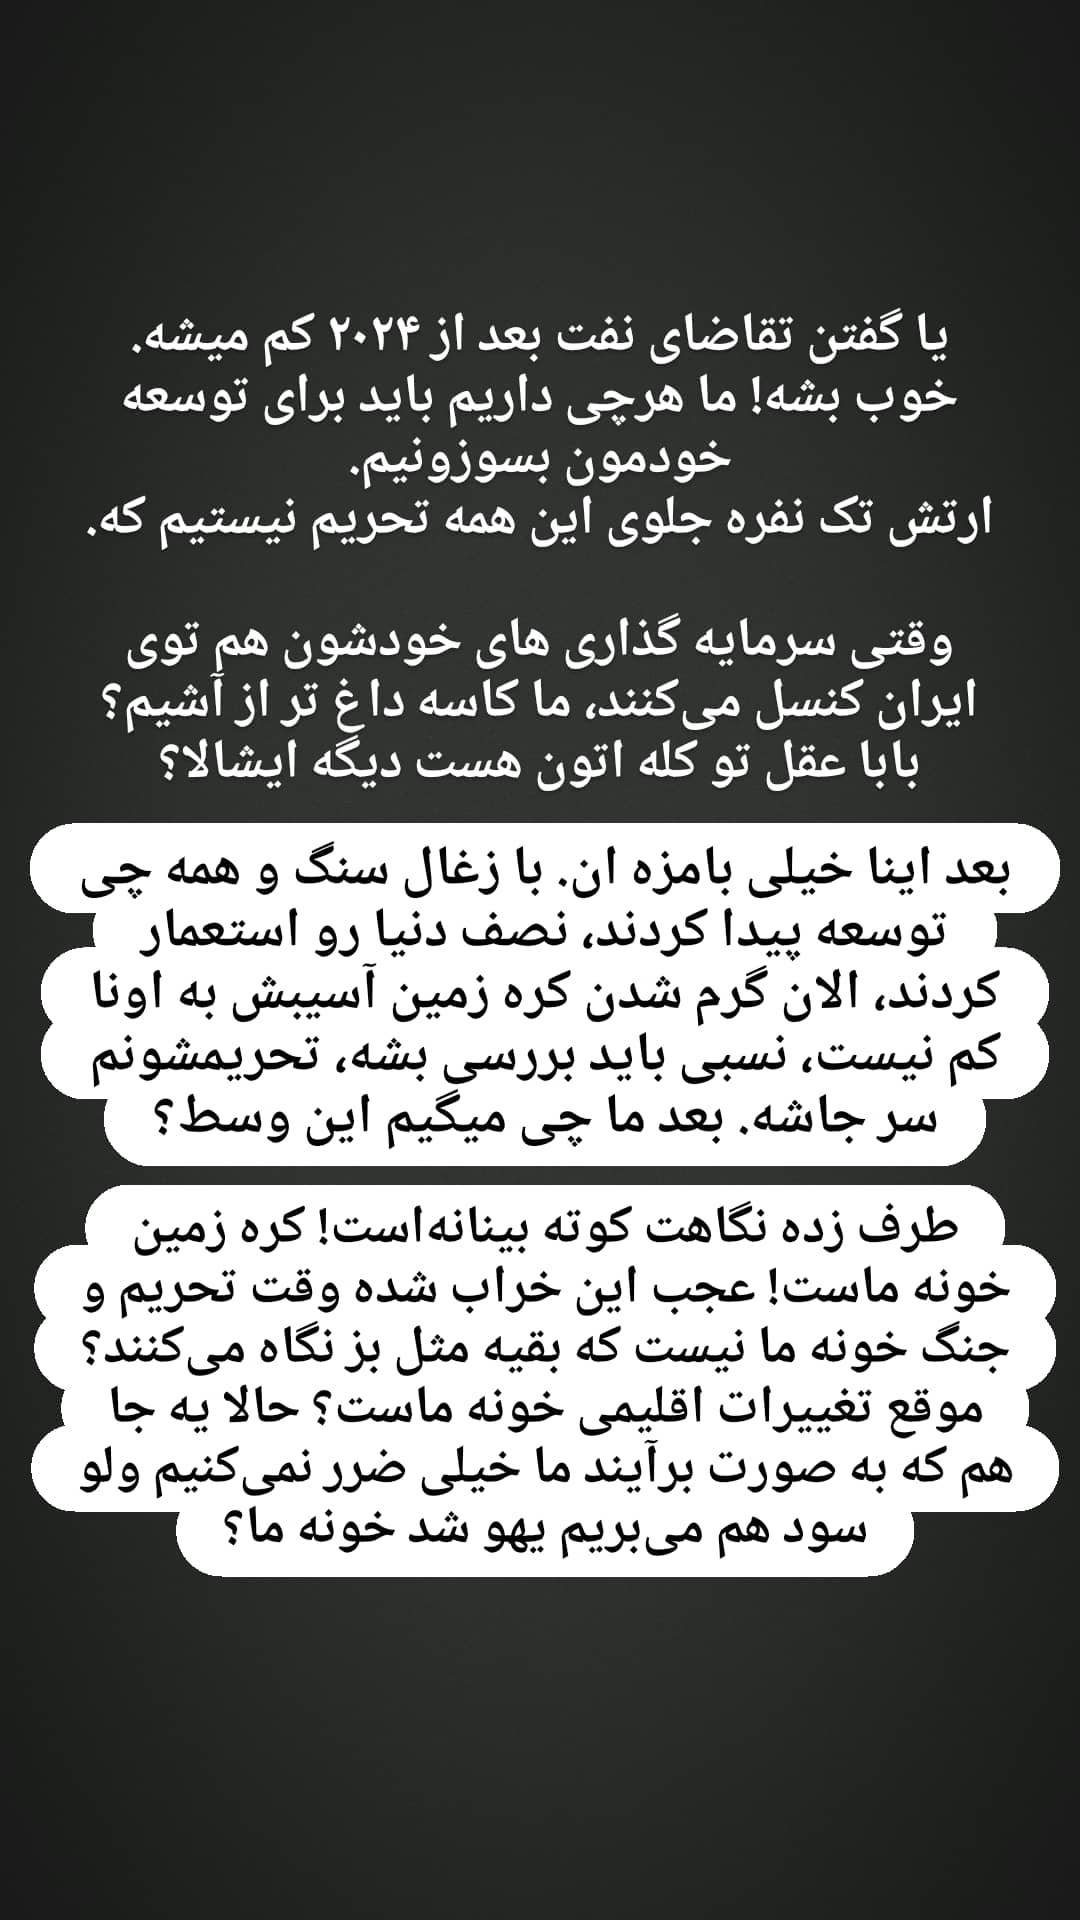 یا گفتن تقاضای نفت بعد از ۲۰۲۴ کم میشه.
خوب بشه! ما هرچی داریم باید برای توسعه
خودمون بسوزونیم.
ارتش تک نفره جلوی این همه تحریم نیستیم که.
وقتی سرمایه گذاری های خودشون هم توی
ایران کنسل می‌کنند، ما کاسه داغ تر از آشیم؟
بابا عقل تو کله اتون هست دیگه ایشالا؟
بعد اینا خیلی بامزه ان. با زغال سنگ و همه چی
توسعه پیدا کردند، نصف دنیا رو استعمار
کردند، الان گرم شدن کره زمین آسیبش به اونا
کم نیست، نسبی باید بررسی بشه، تحریمشونم
سر جاشه. بعد ما چی میگیم این وسط؟
طرف زده نگاهت کوته بینانه‌است! کره زمین
خونه ماست! عجب این خراب شده وقت تحریم و
جنگ خونه ما نیست که بقیه مثل بز نگاه می‌کنند؟
موقع تغییرات اقلیمی خونه ماست؟ حالا یه جا
هم که به صورت برآیند ما خیلی ضرر نمی‌کنیم ولو
سود هم می‌بریم یهو شد خونه ما؟